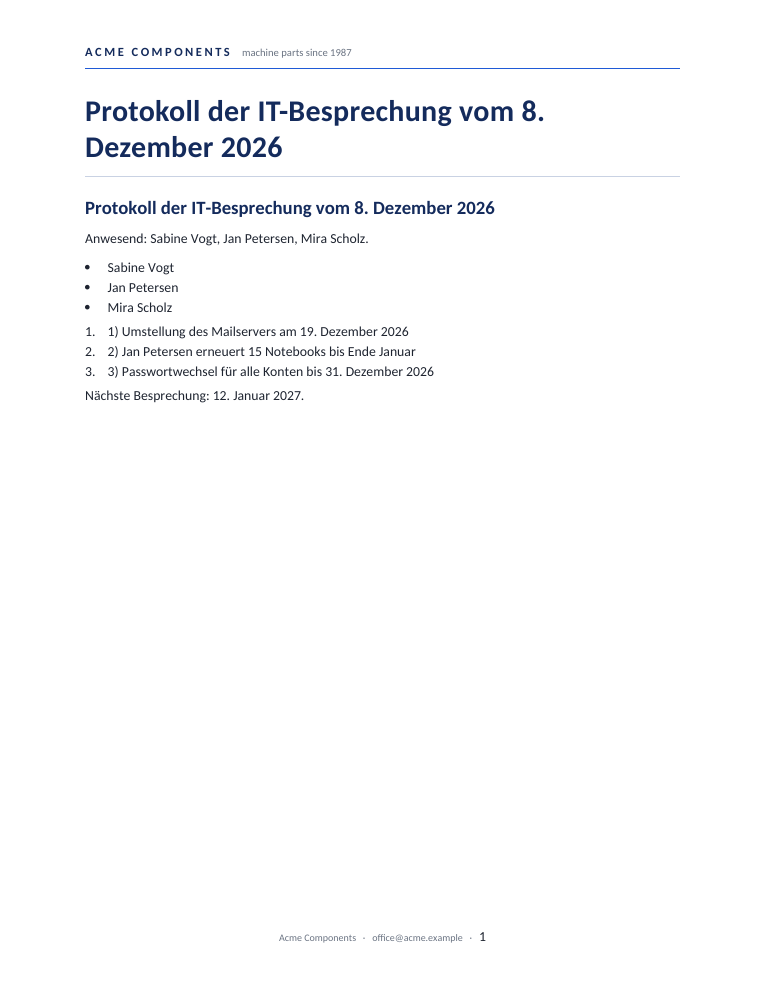 ACME COMPONENTS machine parts since 1987
Protokoll der IT-Besprechung vom 8.
Dezember 2026
Protokoll der IT-Besprechung vom 8. Dezember 2026
Anwesend: Sabine Vogt, Jan Petersen, Mira Scholz.
• Sabine Vogt
• Jan Petersen
• Mira Scholz
1. 1) Umstellung des Mailservers am 19. Dezember 2026
2. 2) Jan Petersen erneuert 15 Notebooks bis Ende Januar
3. 3) Passwortwechsel für alle Konten bis 31. Dezember 2026
Nächste Besprechung: 12. Januar 2027.
Acme Components · office@acme.example · 1